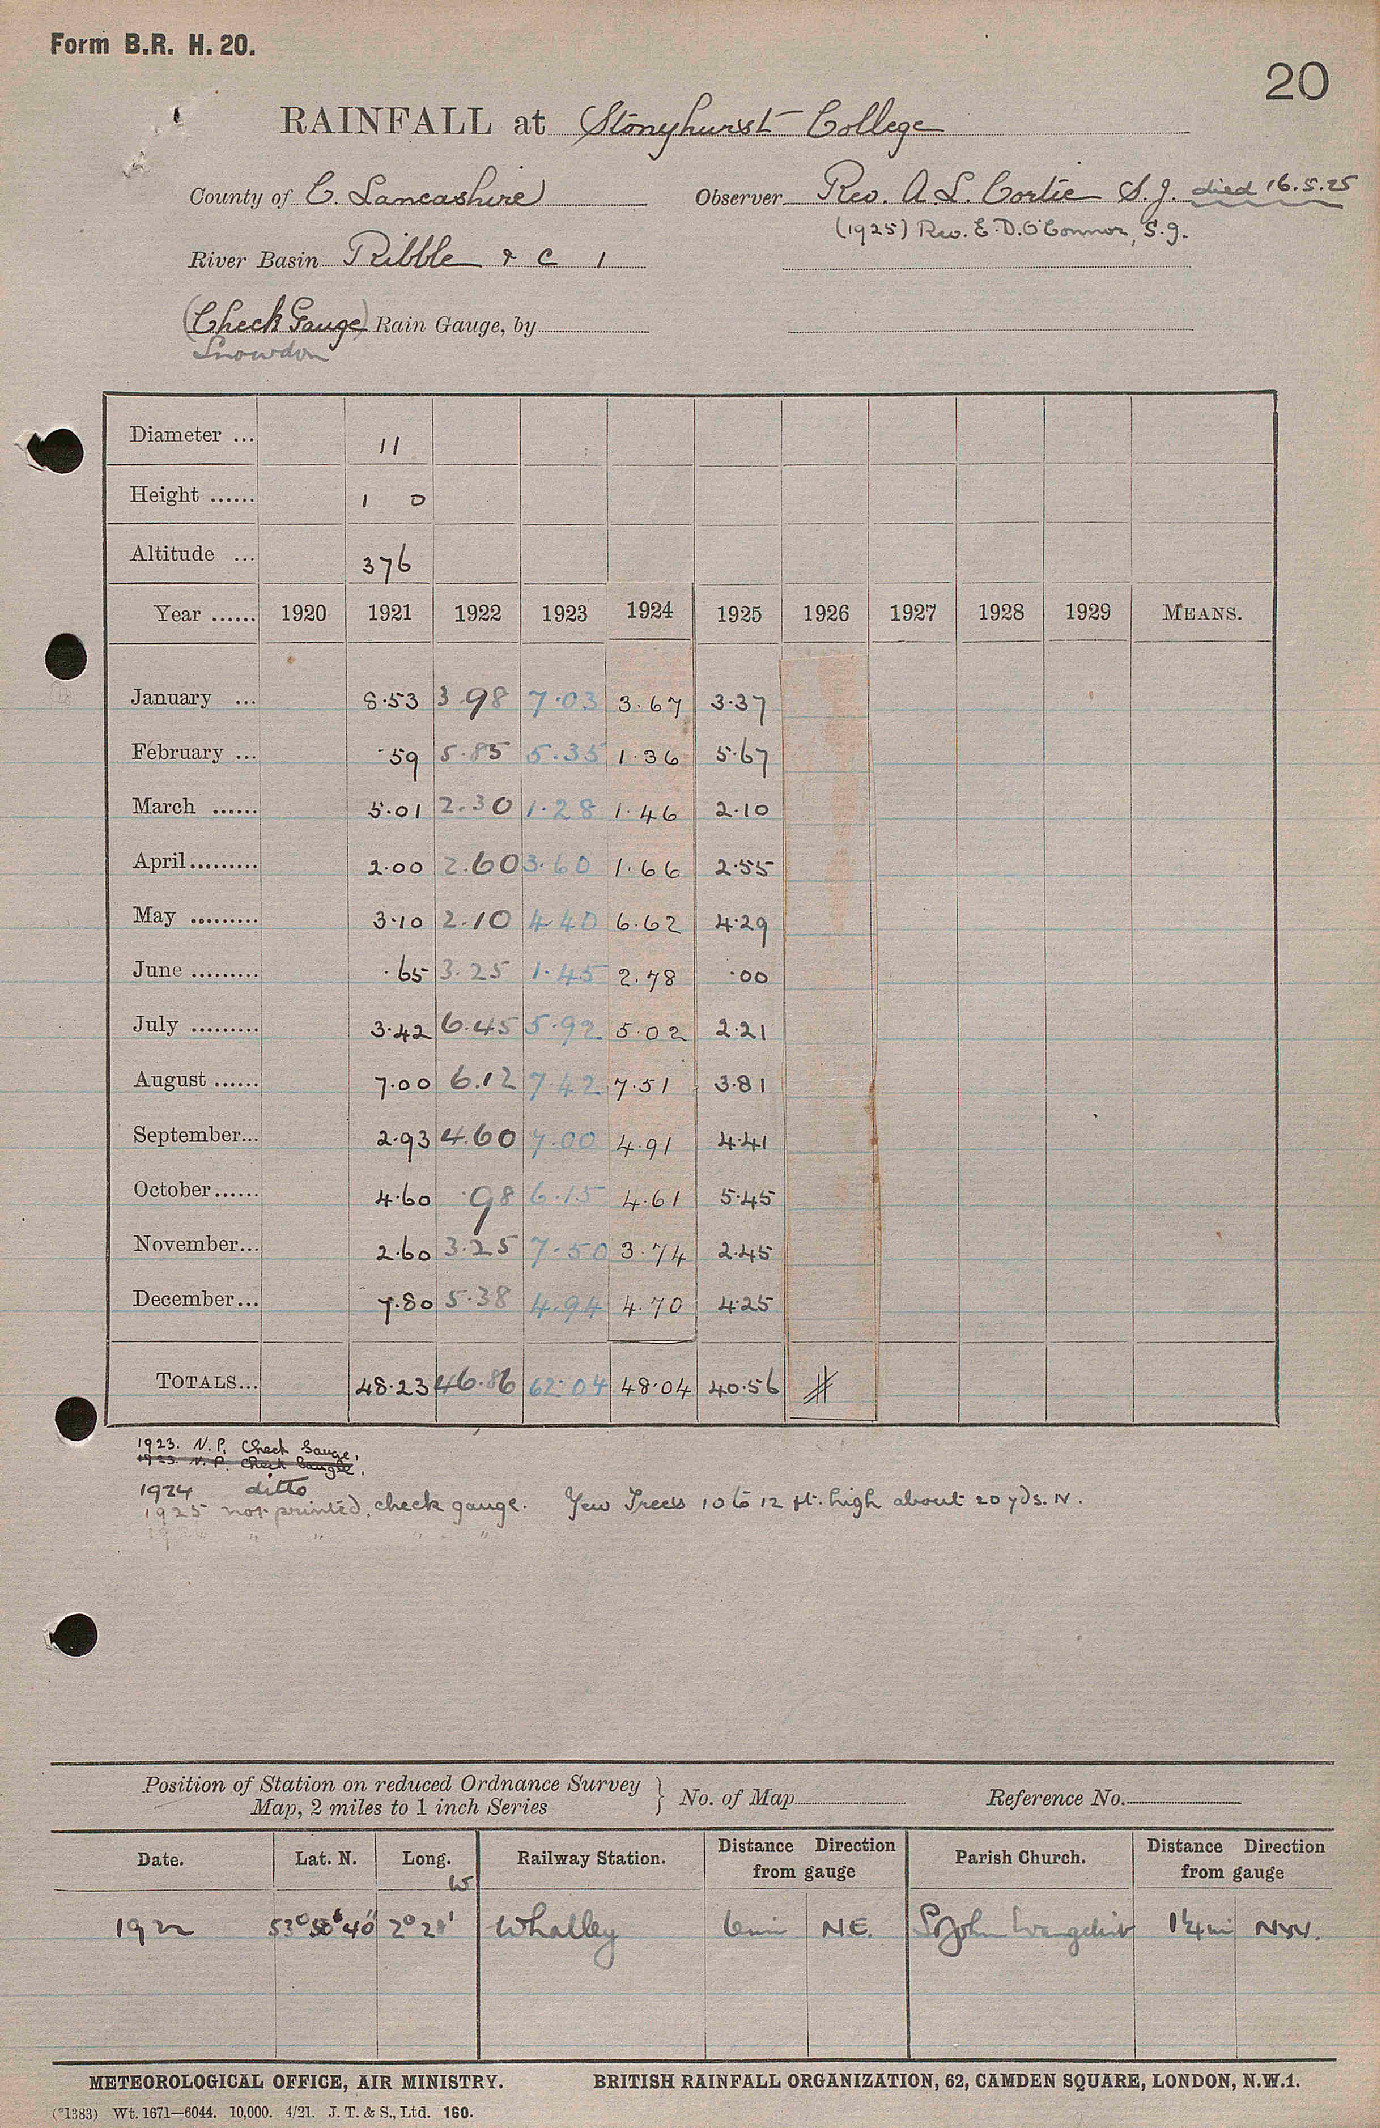 Form B.R. H. 20.
20
RAINFALL at Stonyhurst College
County of C. Lancashire Observer Rev. A. L. Cortie S.J. died 16.5.25
(1925) Rev. E. D. O'Connor, S.J.
River Basin Ribble & C 1
(Check Gauge) Rain Gauge, by
Snowdon
Diameter ... 11
Height ...... 1 0
Altitude ... 376
Year ...... 1920 1921 1922 1923 1924 1925 1926 1927 1928 1929 MEANS.
January ... 8.53 3.98 7.03 3.67 3.37
February ... .59 5.85 5.35 1.36 5.67
March ...... 5.01 2.30 1.28 1.46 2.10
April......... 2.00 2.60 3.60 1.66 2.55
May ......... 3.10 2.10 4.40 6.62 4.29
June ......... .65 3.25 1.45 2.78 .00
July ......... 3.42 6.45 5.92 5.02 2.21
August ...... 7.00 6.12 7.42 7.51 3.81
September... 2.93 4.60 7.00 4.91 4.41
October...... 4.60 .98 6.15 4.61 5.45
November... 2.60 3.25 7.50 3.74 2.45
December... 7.80 5.38 4.94 4.70 4.25
TOTALS... 48.23 46.86 62.04 48.04 40.56 #
1923. N.P. Check Gauge.
1923. N.P. Check Gauge.
1924 ditto
1925 not printed, check gauge. Yew Trees 10 to 12 ft. high about 20 yds. N.
Position of Station on reduced Ordnance Survey
Map, 2 miles to 1 inch Series } No. of Map Reference No.
Date. Lat. N. Long. W Railway Station. Distance Direction from gauge Parish Church. Distance Direction from gauge
1922 53° 50' 40" 2° 28' Whalley 6 mi N.E. St John Evangelist 1¼ mi NW.
METEOROLOGICAL OFFICE, AIR MINISTRY. BRITISH RAINFALL ORGANIZATION, 62, CAMDEN SQUARE, LONDON, N.W.1.
(*1383) Wt. 1671—6044. 10,000. 4/21. J. T. & S., Ltd. 160.